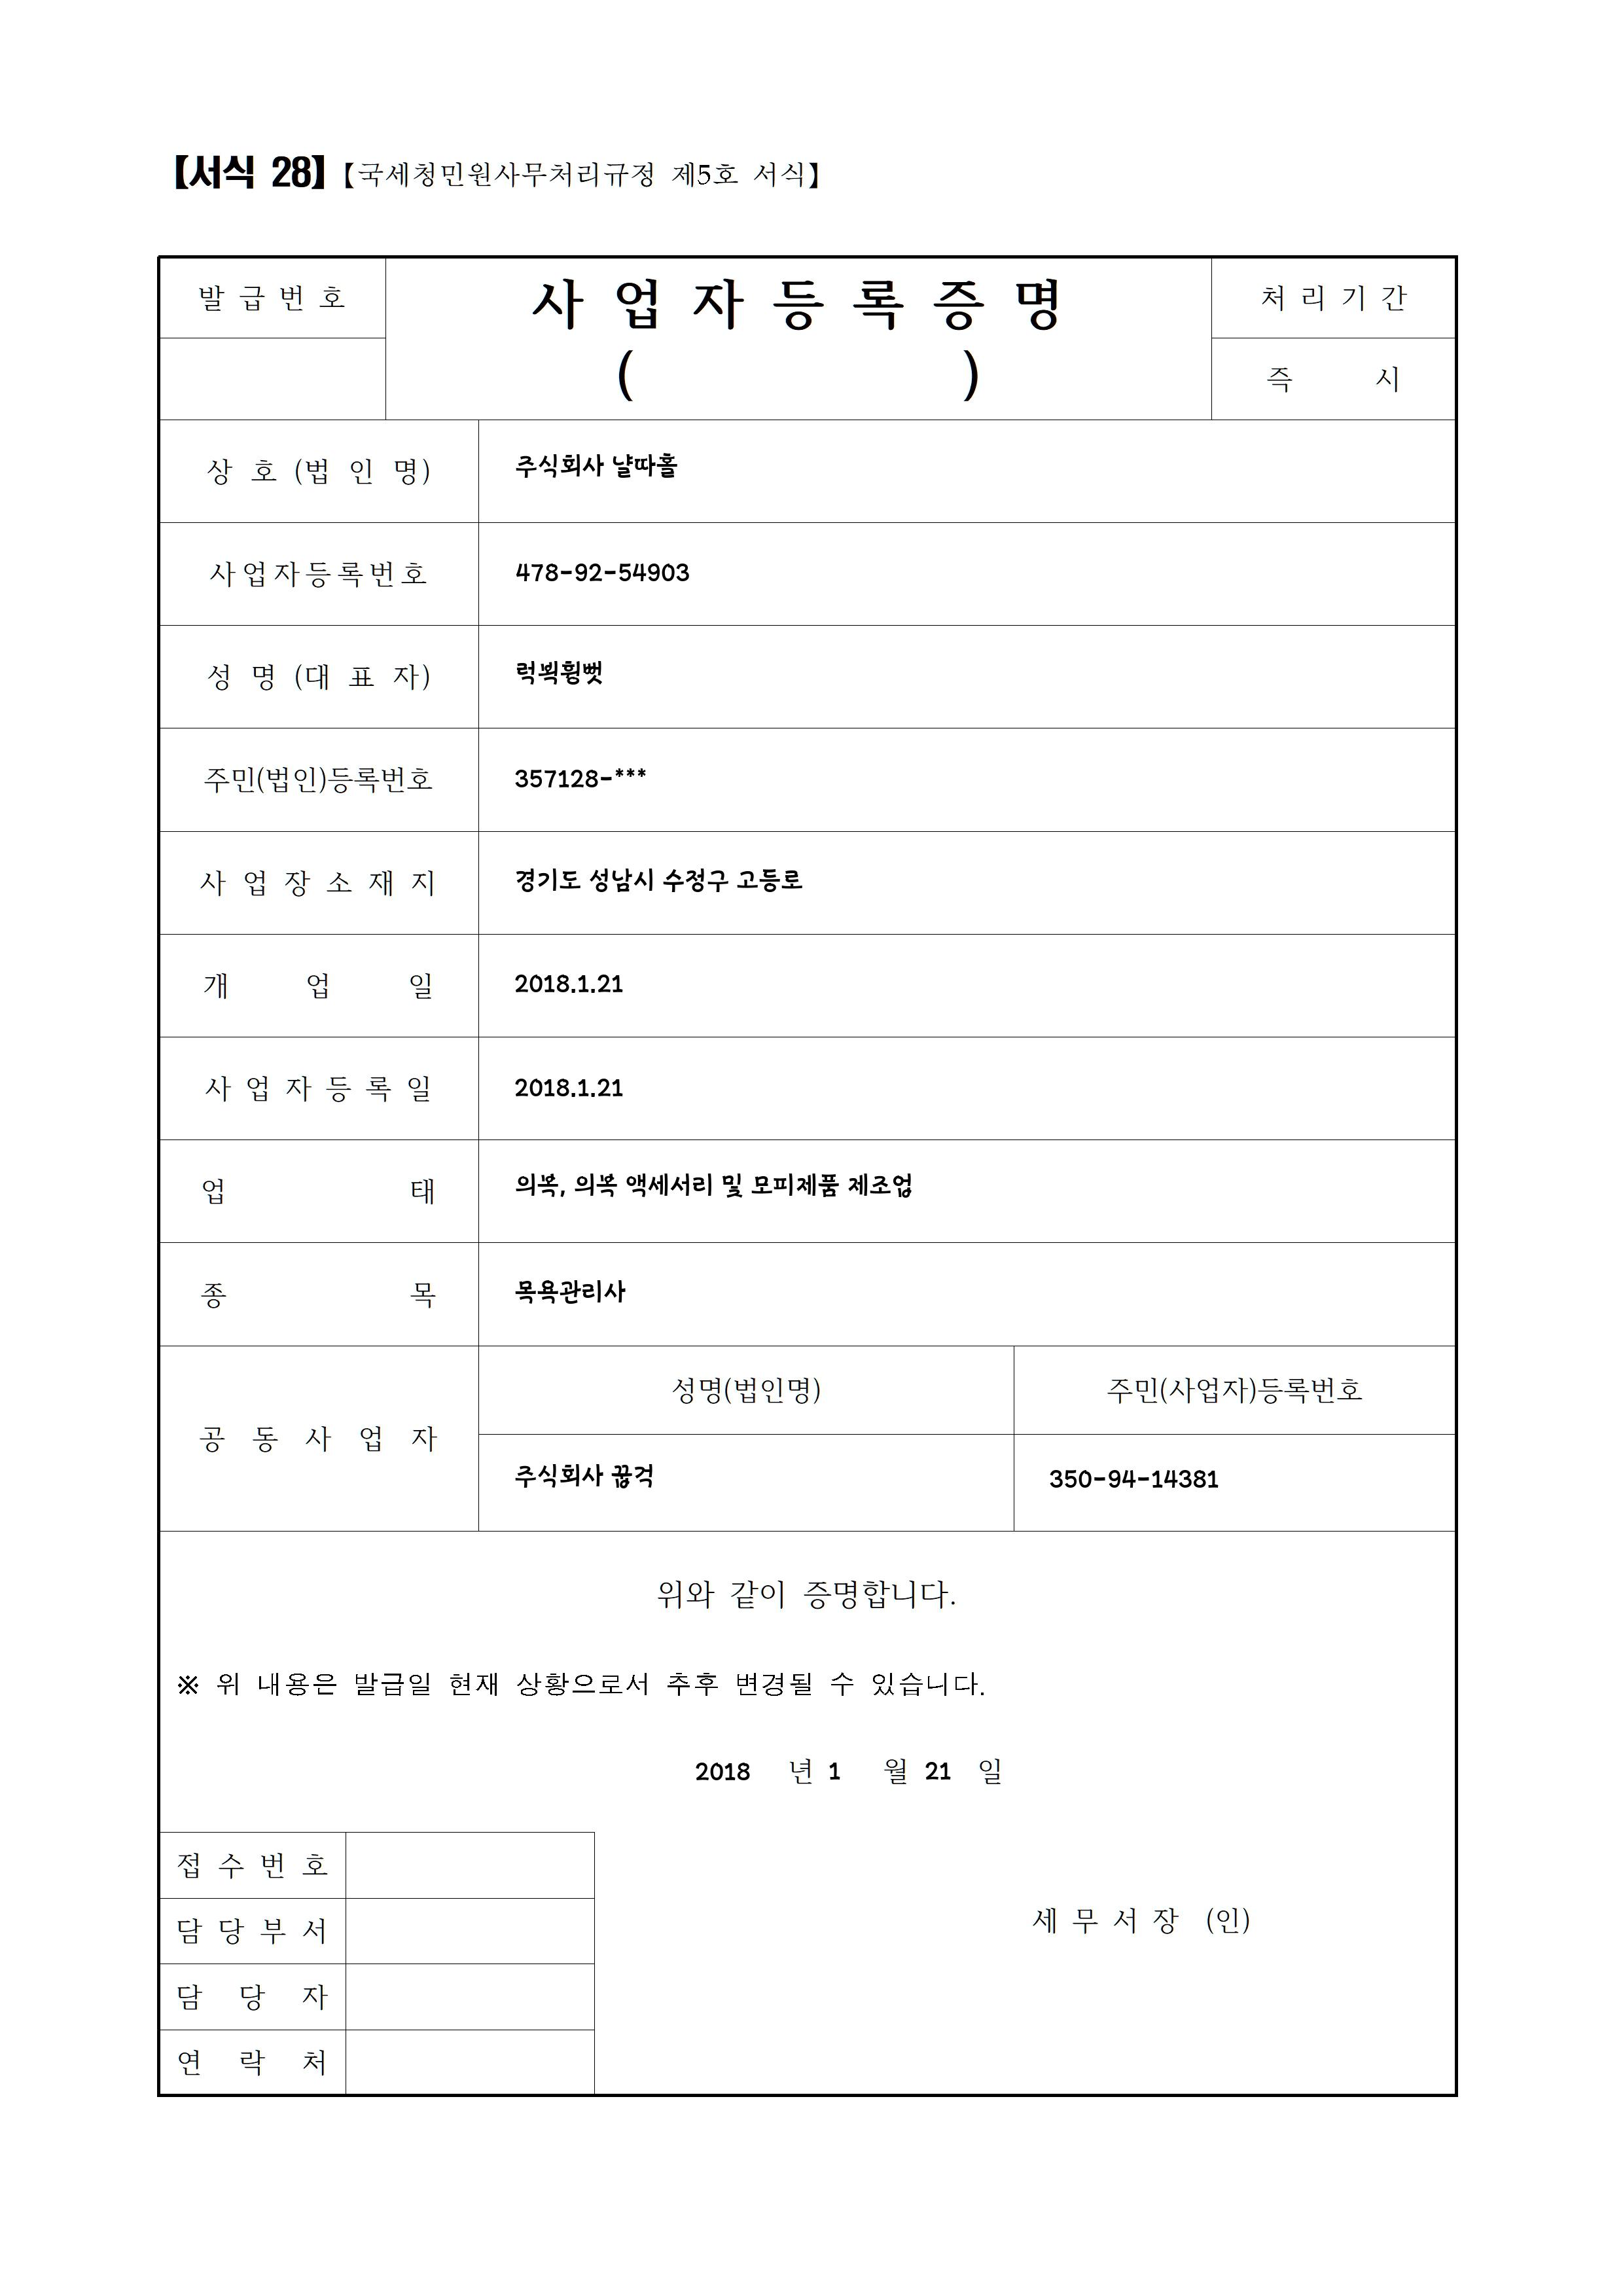 【서식 28】【국세청민원사무처리규정 제5호 서식】
발 급 번 호
사 업 자 등 록 증 명
( )
처 리 기 간
즉 시
상 호 (법 인 명) 주식회사 냘따홀
사업자등록번호 478-92-54903
성 명 (대 표 자) 럭뵉휭뻣
주민(법인)등록번호 357128-***
사 업 장 소 재 지 경기도 성남시 수정구 고등로
개 업 일 2018.1.21
사 업 자 등 록 일 2018.1.21
업 태 의복, 의복 액세서리 및 모피제품 제조업
종 목 목욕관리사
공 동 사 업 자
성명(법인명) 주민(사업자)등록번호
주식회사 끓걱 350-94-14381
위와 같이 증명합니다.
※ 위 내용은 발급일 현재 상황으로서 추후 변경될 수 있습니다.
2018 년 1 월 21 일
접 수 번 호
담 당 부 서
세 무 서 장 (인)
담 당 자
연 락 처